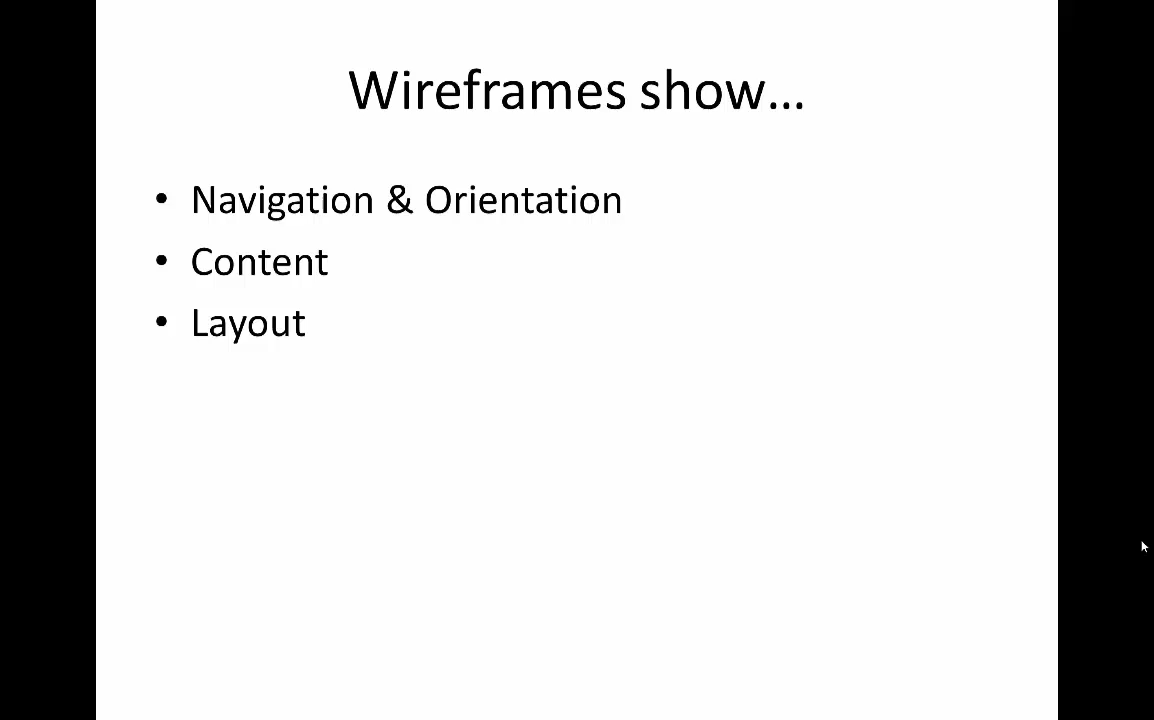 Wireframes show…
• Navigation & Orientation
• Content
• Layout